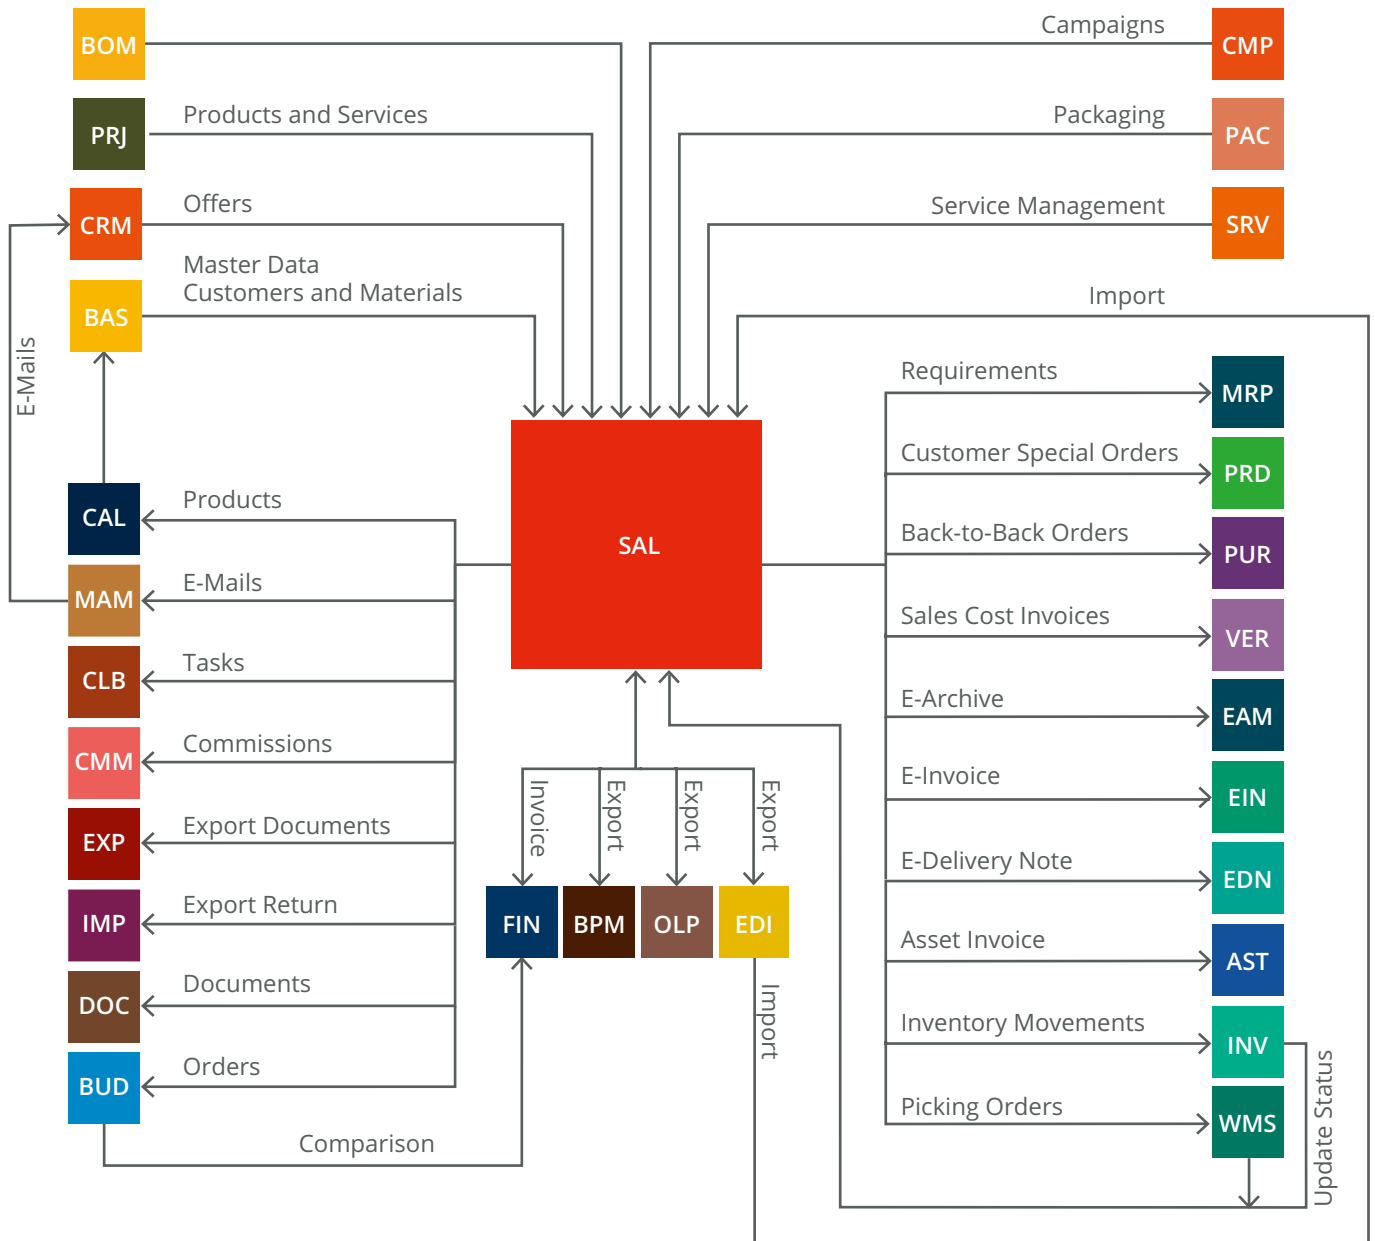 BOM
Campaigns
CMP
PRJ
Products and Services
Packaging
PAC
CRM
Offers
Service Management
SRV
BAS
Master Data
Customers and Materials
Import
E-Mails
Requirements
MRP
Customer Special Orders
PRD
CAL
Products
SAL
Back-to-Back Orders
PUR
MAM
E-Mails
Sales Cost Invoices
VER
CLB
Tasks
E-Archive
EAM
CMM
Commissions
E-Invoice
EIN
Invoice
Export
Export
Export
EXP
Export Documents
E-Delivery Note
EDN
IMP
Export Return
FIN
BPM
OLP
EDI
Asset Invoice
AST
DOC
Documents
Import
Inventory Movements
INV
BUD
Orders
Picking Orders
WMS
Update Status
Comparison